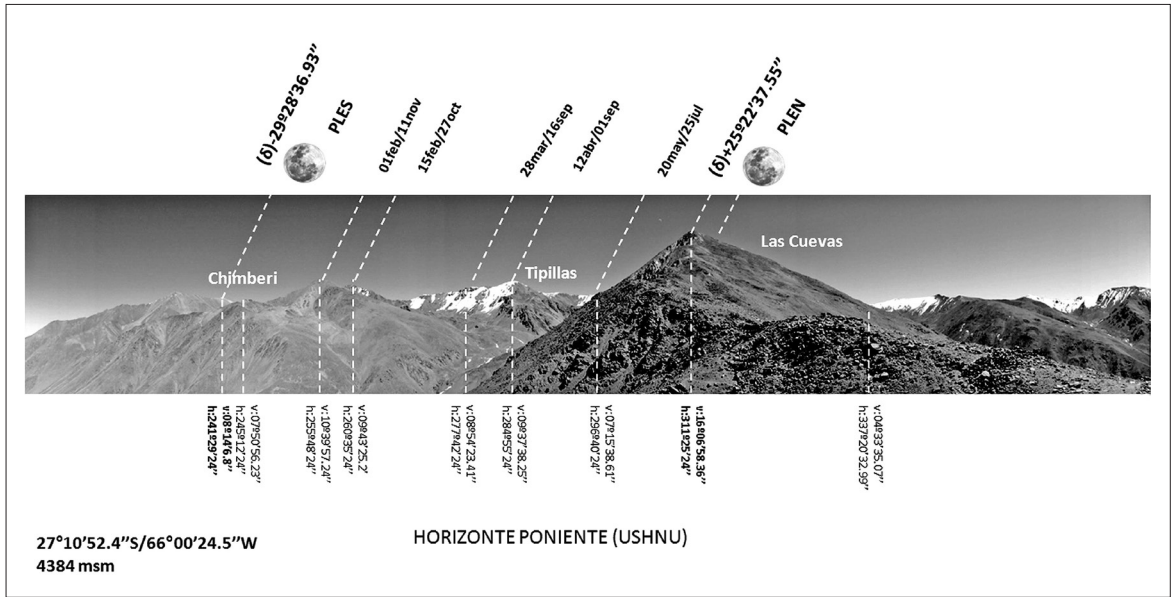 (δ)-29º28’36.93’’
PLES
01feb/11nov
15feb/27oct
28mar/16sep
12abr/01sep
20may/25jul
(δ)+25º22’37.55’’
PLEN
Chimberi
Tipillas
Las Cuevas
v:08º14’6.8’’
h:241º29’24’’
v:07º50’56.23’’
h:245º12’24’’
v:10º39’57.24’’
h:255º48’24’’
v:09º43’25.2’
h:260º35’24’’
v:08º54’23.41’’
h:277º42’24’’
v:09º37’38.25’’
h:284º55’24’’
v:07º15’38.61’’
h:296º40’24’’
v:16º06’58.36’’
h:311º25’24’’
v:04º33’35.07’’
h:337º20’32.99’’
HORIZONTE PONIENTE (USHNU)
27°10’52.4’’S/66°00’24.5’’W
4384 msm